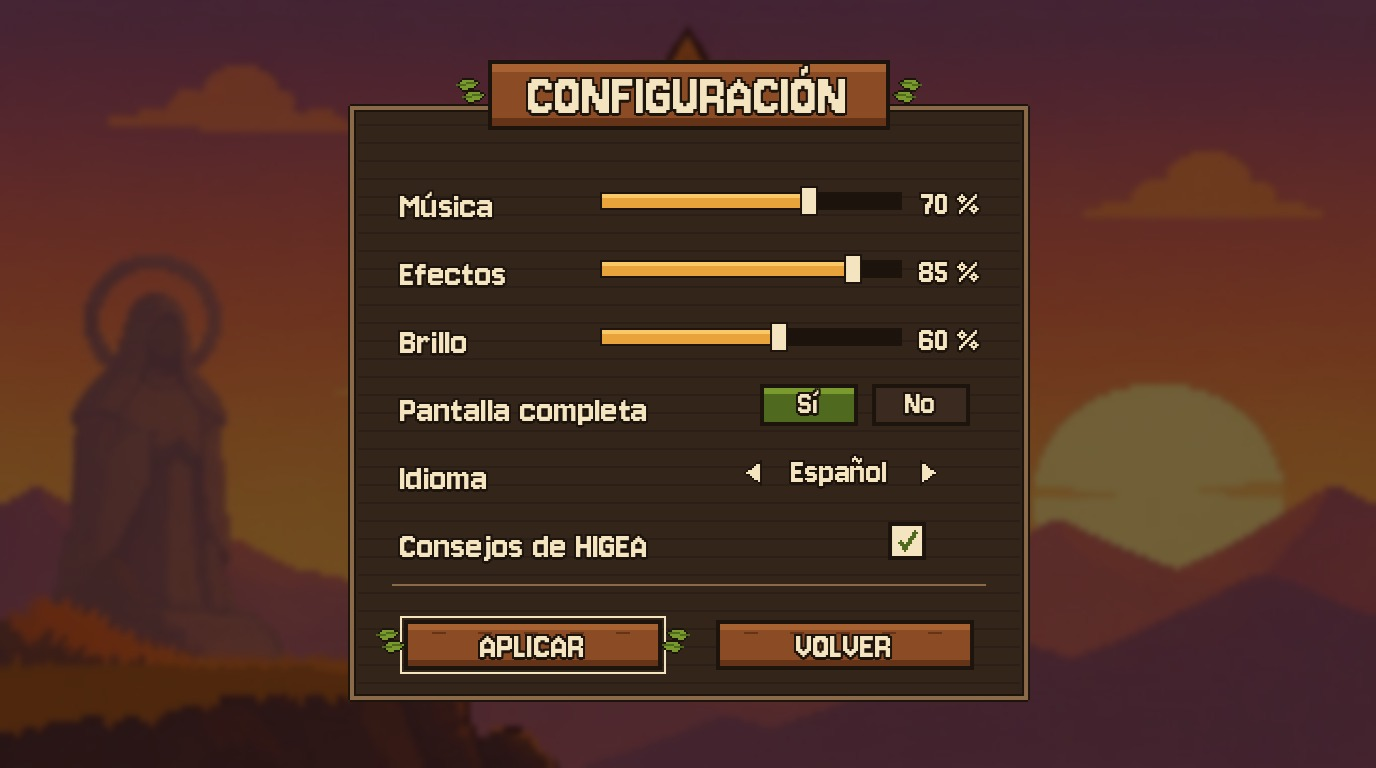 CONFIGURACIÓN
Música 70 %
Efectos 85 %
Brillo 60 %
Pantalla completa Sí No
Idioma Español
Consejos de HIGEA
APLICAR VOLVER